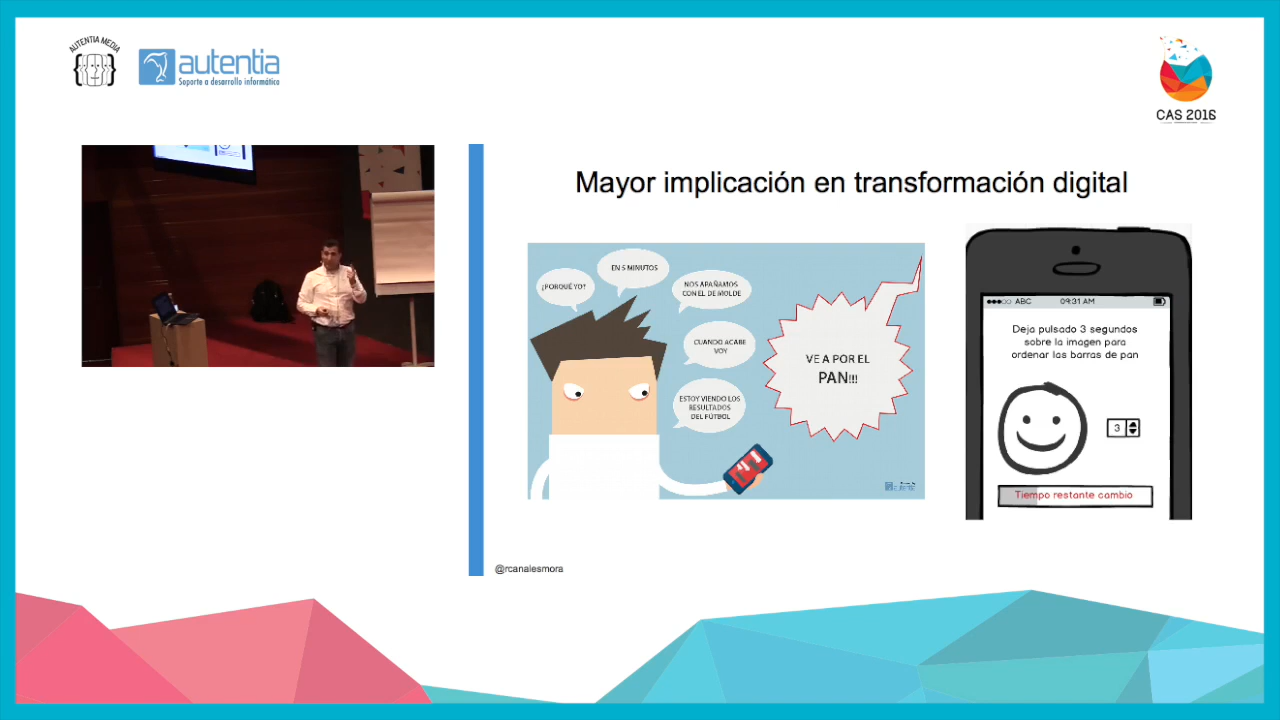 AUTENTIA MEDIA
autentia
Soporte a desarrollo informático
CAS 2016
Mayor implicación en transformación digital
¿PORQUÉ YO?
EN 5 MINUTOS
NOS APAÑAMOS
CON EL DE MOLDE
CUANDO ACABE
VOY
ESTOY VIENDO LOS
RESULTADOS
DEL FÚTBOL
VE A POR EL
PAN!!!
ABC 09:31 AM
Deja pulsado 3 segundos
sobre la imagen para
ordenar las barras de pan
3
Tiempo restante cambio
@rcanalesmora